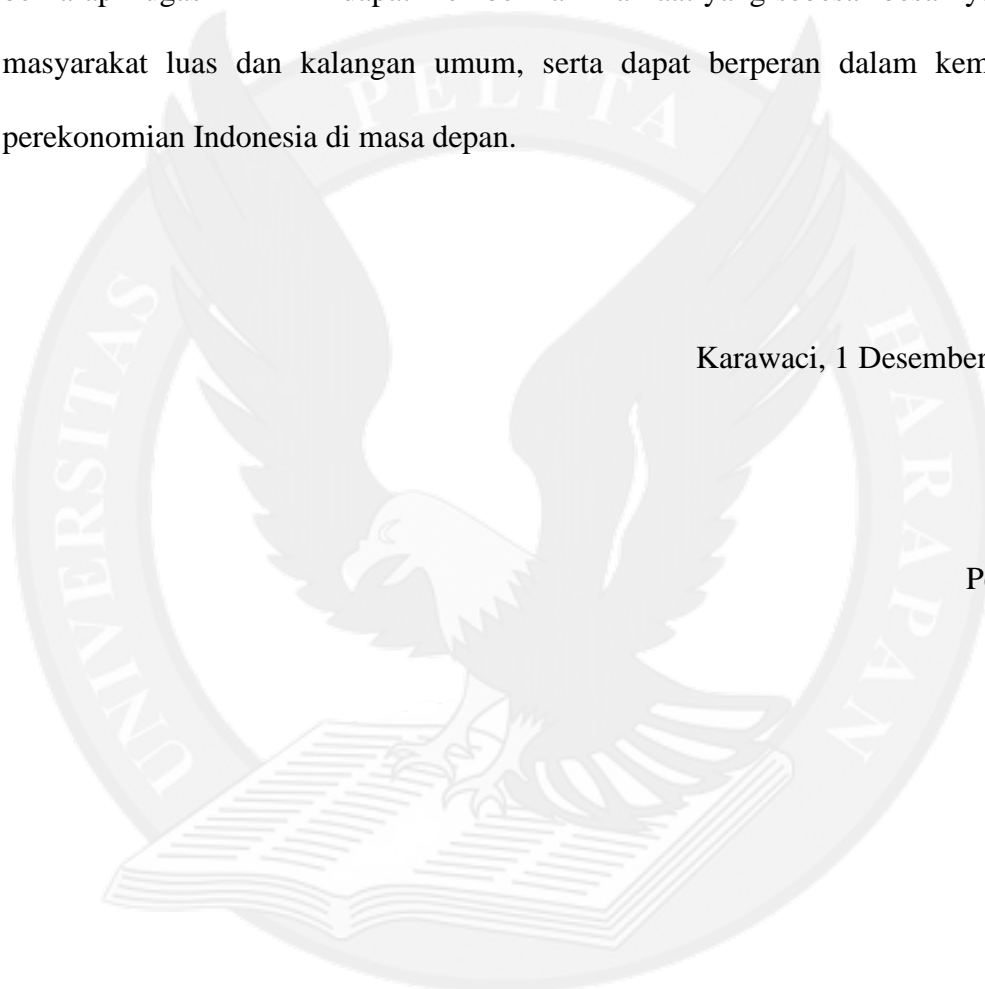 masyarakat luas dan kalangan umum, serta dapat berperan dalam kem
perekonomian Indonesia di masa depan.
Karawaci, 1 Desember
P
UNIVERSITAS PELITA HARAPAN